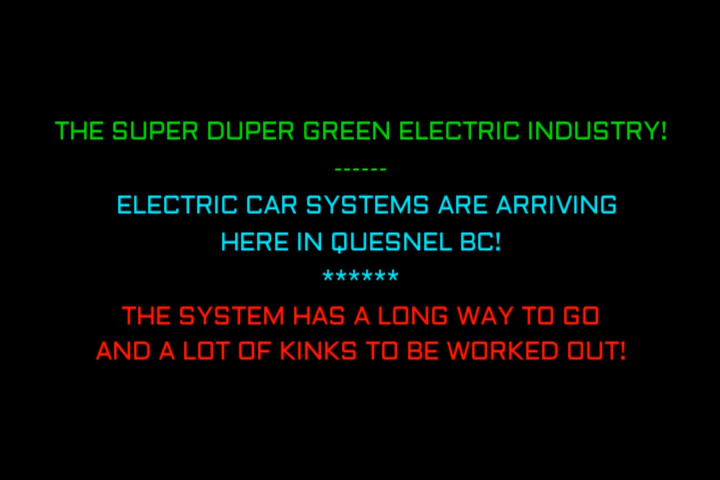 THE SUPER DUPER GREEN ELECTRIC INDUSTRY!
------
ELECTRIC CAR SYSTEMS ARE ARRIVING
HERE IN QUESNEL BC!
******
THE SYSTEM HAS A LONG WAY TO GO
AND A LOT OF KINKS TO BE WORKED OUT!